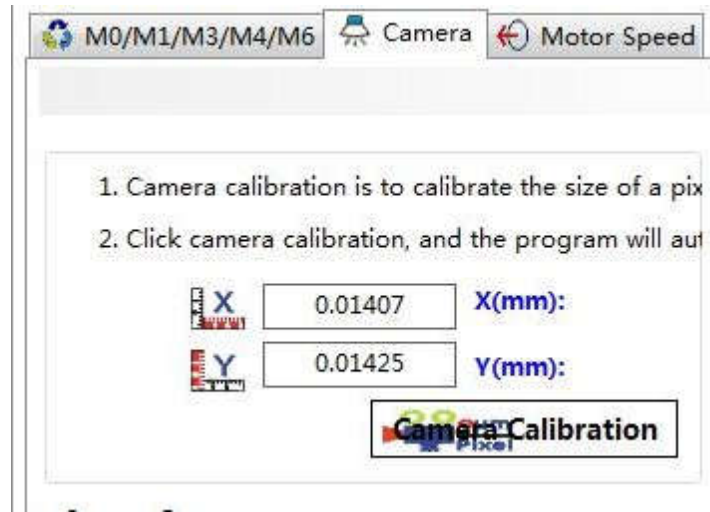 M0/M1/M3/M4/M6 Camera Motor Speed
1. Camera calibration is to calibrate the size of a pix
2. Click camera calibration, and the program will aut
X 0.01407 X(mm):
Y 0.01425 Y(mm):
Camera Calibration
Pixel